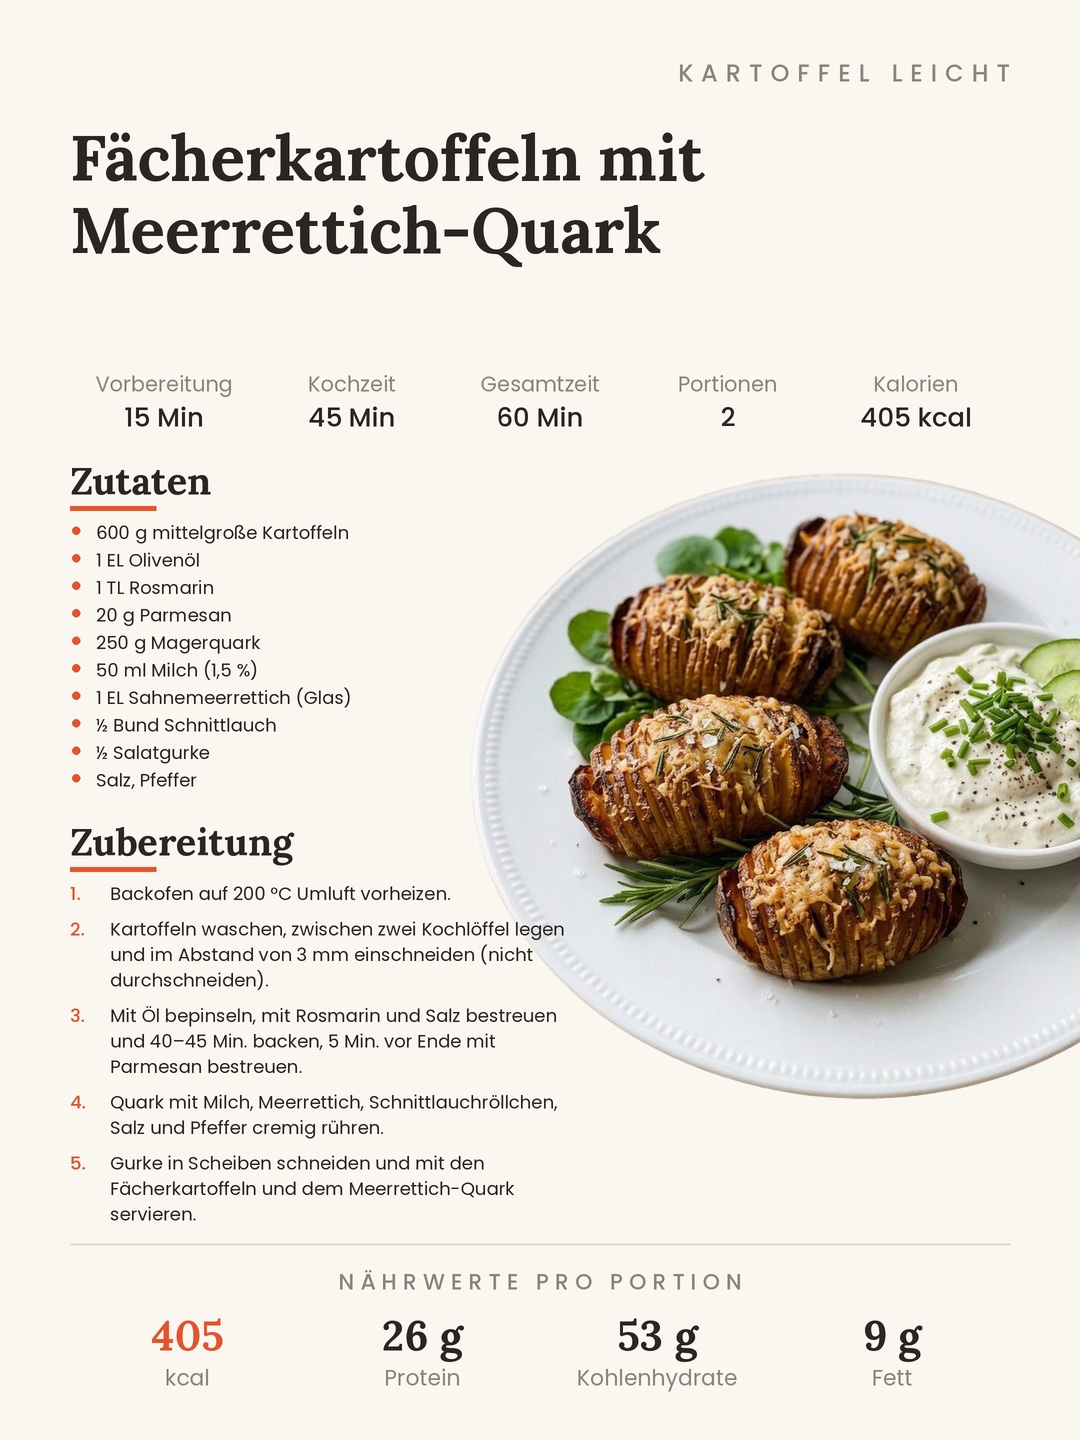 KARTOFFEL LEICHT
Fächerkartoffeln mit
Meerrettich-Quark
Vorbereitung Kochzeit Gesamtzeit Portionen Kalorien
15 Min 45 Min 60 Min 2 405 kcal
Zutaten
• 600 g mittelgroße Kartoffeln
• 1 EL Olivenöl
• 1 TL Rosmarin
• 20 g Parmesan
• 250 g Magerquark
• 50 ml Milch (1,5 %)
• 1 EL Sahnemeerrettich (Glas)
• ½ Bund Schnittlauch
• ½ Salatgurke
• Salz, Pfeffer
Zubereitung
1. Backofen auf 200 °C Umluft vorheizen.
2. Kartoffeln waschen, zwischen zwei Kochlöffel legen
und im Abstand von 3 mm einschneiden (nicht
durchschneiden).
3. Mit Öl bepinseln, mit Rosmarin und Salz bestreuen
und 40–45 Min. backen, 5 Min. vor Ende mit
Parmesan bestreuen.
4. Quark mit Milch, Meerrettich, Schnittlauchröllchen,
Salz und Pfeffer cremig rühren.
5. Gurke in Scheiben schneiden und mit den
Fächerkartoffeln und dem Meerrettich-Quark
servieren.
NÄHRWERTE PRO PORTION
405 26 g 53 g 9 g
kcal Protein Kohlenhydrate Fett